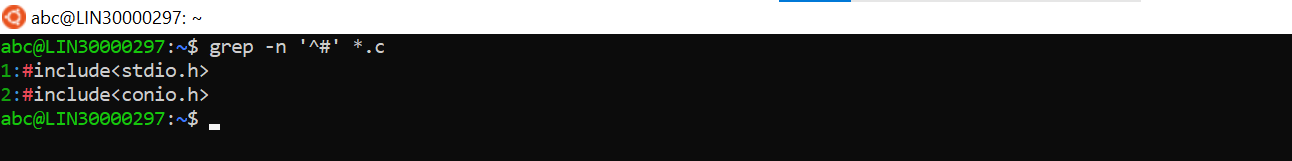 abc@LIN30000297: ~
abc@LIN30000297:~$ grep -n '^#' *.c
1:#include<stdio.h>
2:#include<conio.h>
abc@LIN30000297:~$